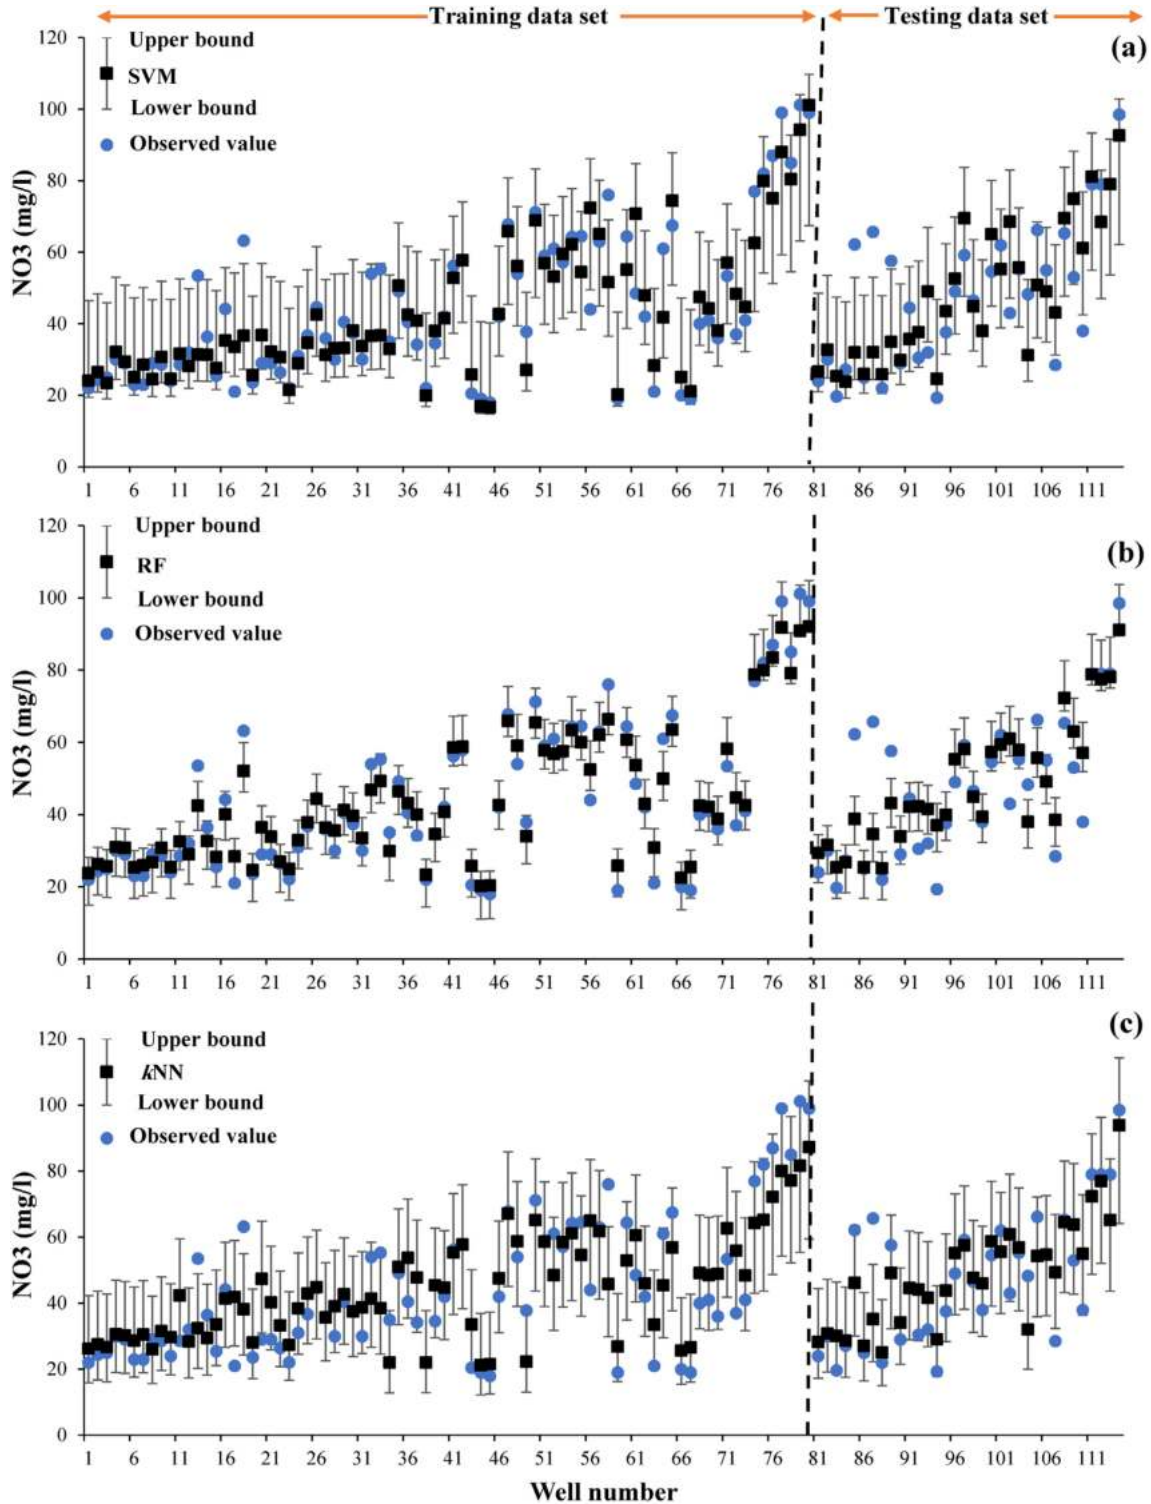 Training data set Testing data set
(a)
Upper bound
SVM
Lower bound
Observed value
NO3 (mg/l)
120
100
80
60
40
20
0
1 6 11 16 21 26 31 36 41 46 51 56 61 66 71 76 81 86 91 96 101 106 111
(b)
Upper bound
RF
Lower bound
Observed value
NO3 (mg/l)
120
100
80
60
40
20
0
1 6 11 16 21 26 31 36 41 46 51 56 61 66 71 76 81 86 91 96 101 106 111
(c)
Upper bound
kNN
Lower bound
Observed value
NO3 (mg/l)
120
100
80
60
40
20
0
1 6 11 16 21 26 31 36 41 46 51 56 61 66 71 76 81 86 91 96 101 106 111
Well number